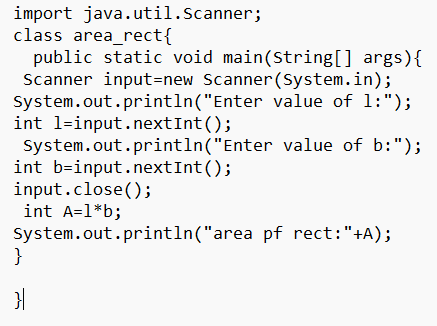 import java.util.Scanner;
class area_rect{
  public static void main(String[] args){
 Scanner input=new Scanner(System.in);
System.out.println("Enter value of l:");
int l=input.nextInt();
 System.out.println("Enter value of b:");
int b=input.nextInt();
input.close();
 int A=l*b;
System.out.println("area pf rect:"+A);
}

}